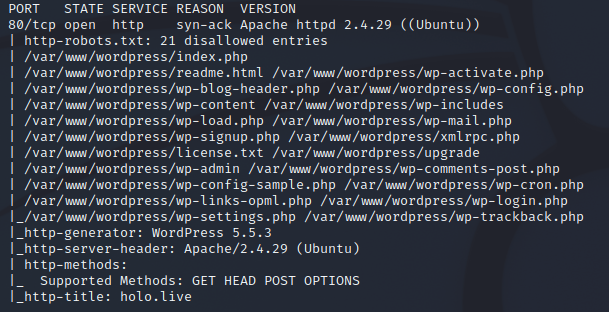 PORT   STATE SERVICE REASON  VERSION
80/tcp open  http    syn-ack Apache httpd 2.4.29 ((Ubuntu))
| http-robots.txt: 21 disallowed entries
| /var/www/wordpress/index.php
| /var/www/wordpress/readme.html /var/www/wordpress/wp-activate.php
| /var/www/wordpress/wp-blog-header.php /var/www/wordpress/wp-config.php
| /var/www/wordpress/wp-content /var/www/wordpress/wp-includes
| /var/www/wordpress/wp-load.php /var/www/wordpress/wp-mail.php
| /var/www/wordpress/wp-signup.php /var/www/wordpress/xmlrpc.php
| /var/www/wordpress/license.txt /var/www/wordpress/upgrade
| /var/www/wordpress/wp-admin /var/www/wordpress/wp-comments-post.php
| /var/www/wordpress/wp-config-sample.php /var/www/wordpress/wp-cron.php
| /var/www/wordpress/wp-links-opml.php /var/www/wordpress/wp-login.php
|_/var/www/wordpress/wp-settings.php /var/www/wordpress/wp-trackback.php
|_http-generator: WordPress 5.5.3
|_http-server-header: Apache/2.4.29 (Ubuntu)
| http-methods:
|_  Supported Methods: GET HEAD POST OPTIONS
|_http-title: holo.live